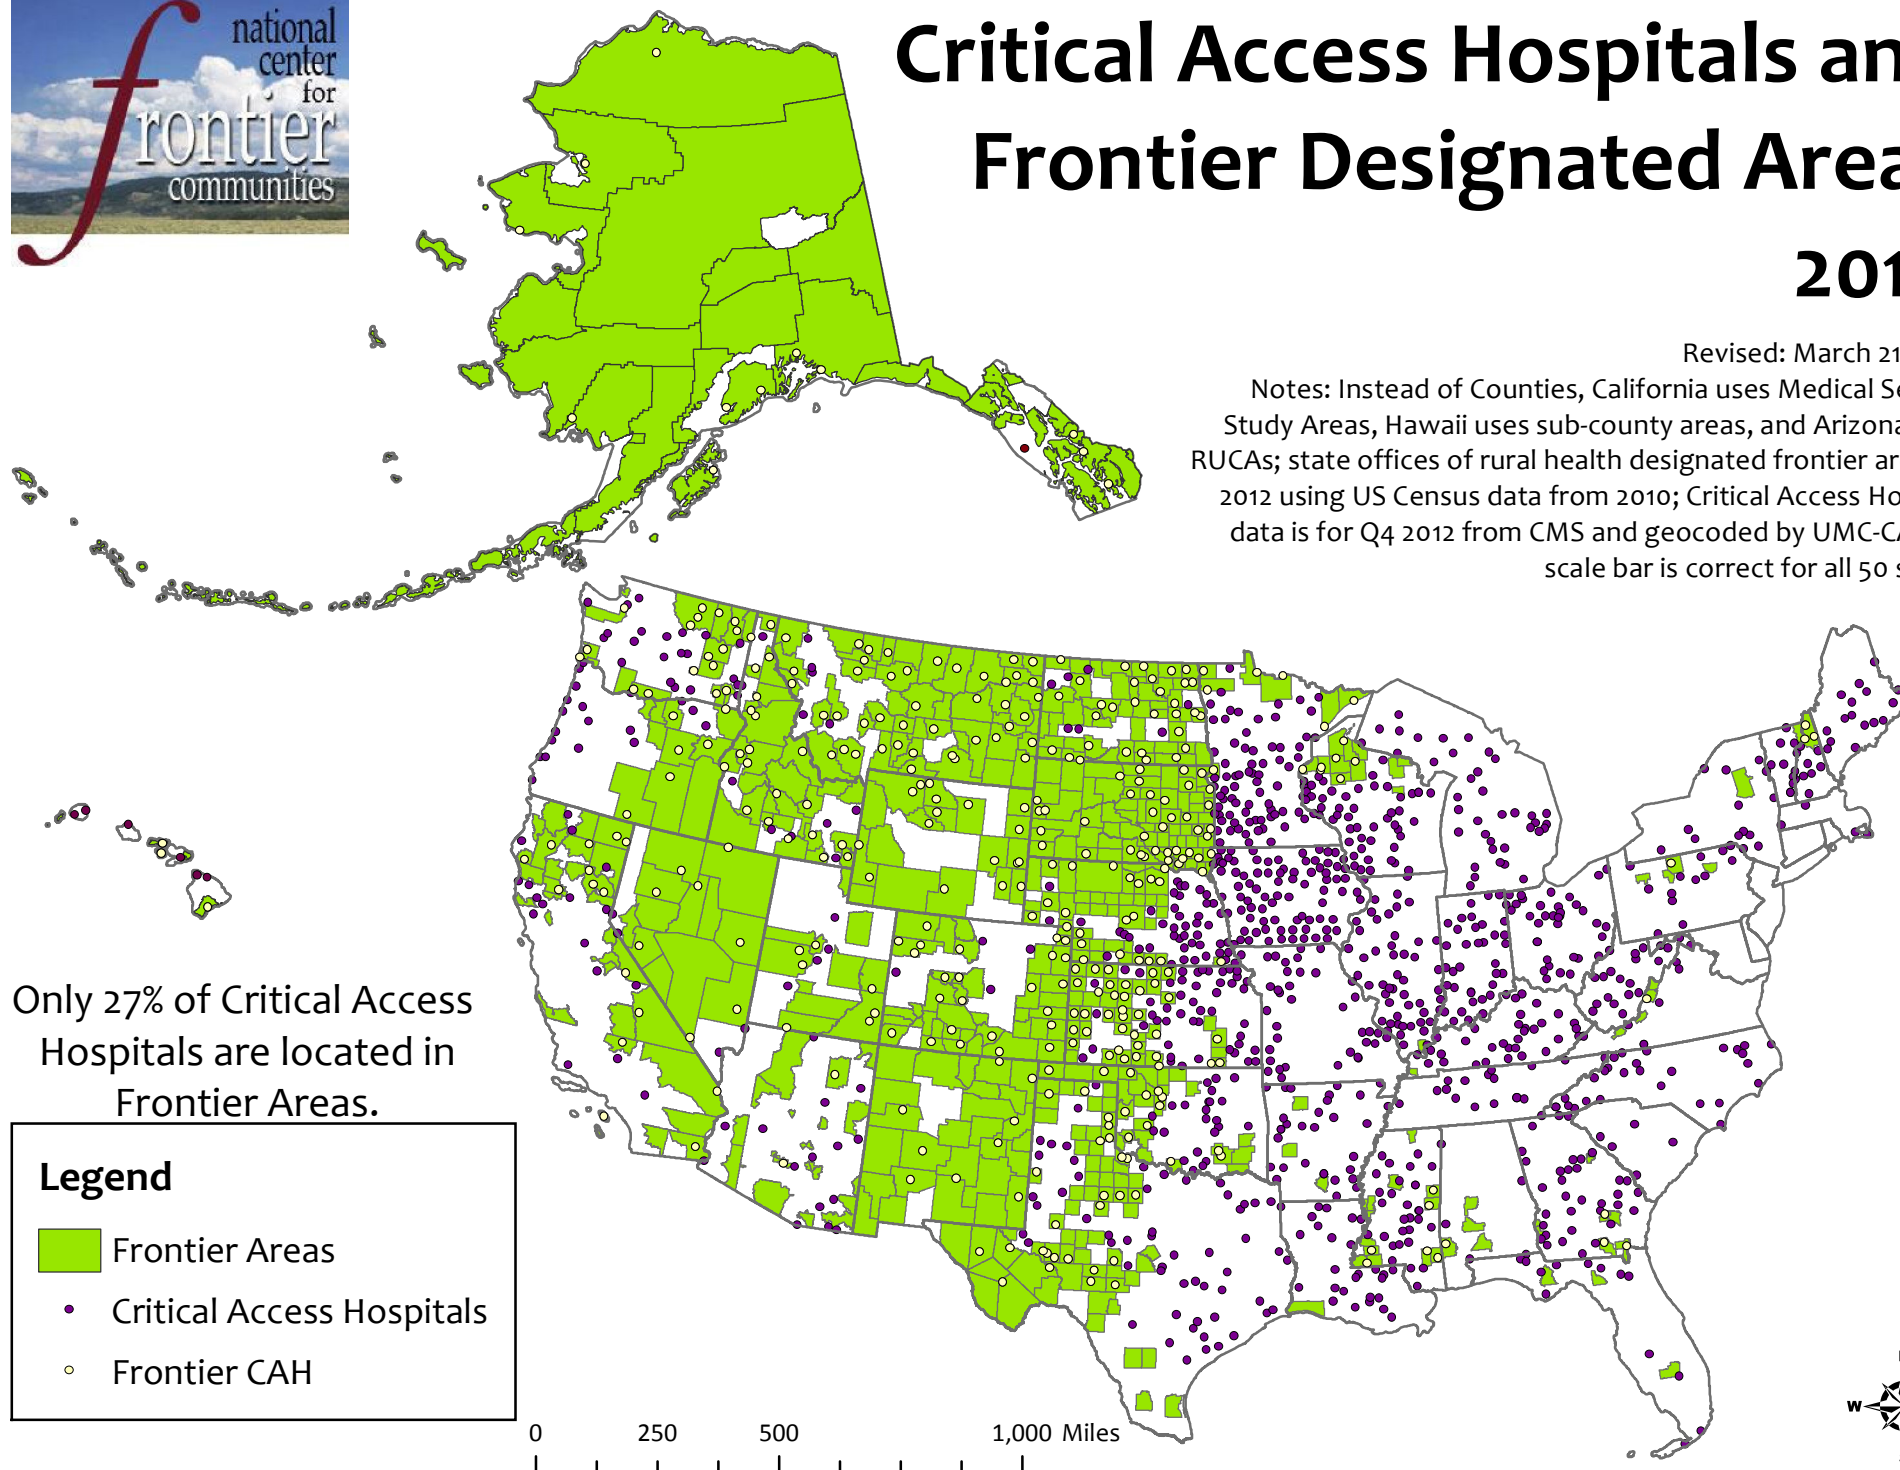 national
center
for
frontier
communities
Critical Access Hospitals an
Frontier Designated Area
201
Revised: March 21
Notes: Instead of Counties, California uses Medical Se
Study Areas, Hawaii uses sub-county areas, and Arizona
RUCAs; state offices of rural health designated frontier ar
2012 using US Census data from 2010; Critical Access Ho
data is for Q4 2012 from CMS and geocoded by UMC-CA
scale bar is correct for all 50 s
Only 27% of Critical Access
Hospitals are located in
Frontier Areas.
Legend
Frontier Areas
Critical Access Hospitals
Frontier CAH
0 250 500 1,000 Miles
W